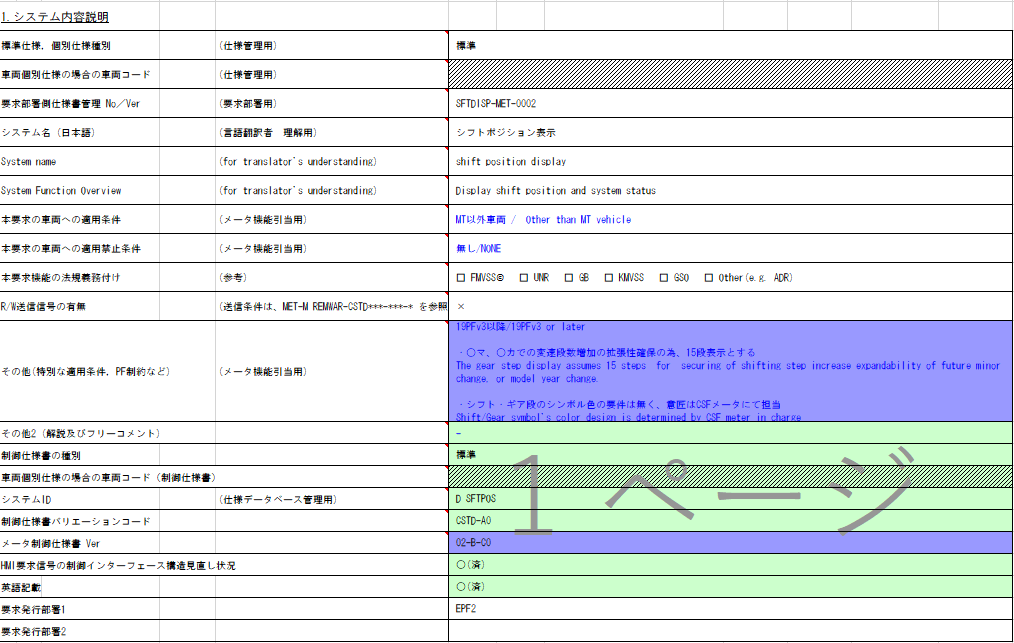 1. システム内容説明
標準仕様、個別仕様種別 (仕様管理用) 標準
車両個別仕様の場合の車両コード (仕様管理用)
要求部署側仕様書管理 No／Ver (要求部署用) SFTDISP-MET-0002
システム名（日本語） (言語翻訳者 理解用) シフトポジション表示
System name (for translator's understanding) shift position display
System Function Overview (for translator's understanding) Display shift position and system status
本要求の車両への適用条件 (メータ機能引当用) MT以外車両 / Other than MT vehicle
本要求の車両への適用禁止条件 (メータ機能引当用) 無し/NONE
本要求機能の法規義務付け (参考) □ FMVSS® □ UNR □ GB □ KMVSS □ GSO □ Other(e.g. ADR)
R/W送信信号の有無 (送信条件は、MET-M_REMWAR-CSTD***-***-* を参照 ×
その他(特別な適用条件、PF制約など) (メータ機能引当用) 19PFv3以降/19PFv3 or later
・○マ、○カでの変速段数増加の拡張性確保の為、15段表示とする
The gear step display assumes 15 steps for securing of shifting step increase expandability of future minor
change, or model year change.
・シフト・ギア段のシンボル色の要件は無く、意匠はCSFメータにて担当
Shift/Gear symbol's color design is determined by CSF meter in charge
その他2（解説及びフリーコメント） -
制御仕様書の種別 標準
車両個別仕様の場合の車両コード（制御仕様書）
システムID (仕様データベース管理用) D_SFTPOS
制御仕様書バリエーションコード CSTD-A0
メータ制御仕様書 Ver 02-B-C0
HMI要求信号の制御インターフェース構造見直し状況 ○(済)
英語記載 ○(済)
要求発行部署1 EPF2
要求発行部署2
1 ページ